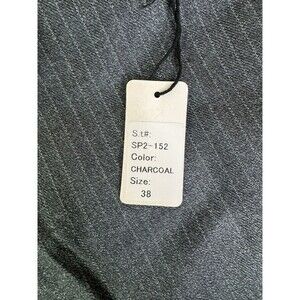 S.t#:
SP2-152
Color:
CHARCOAL
Size:
38